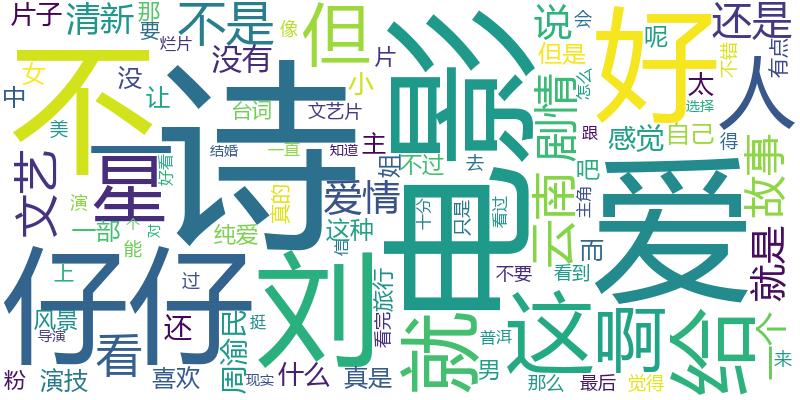 片子
清新
那
要
不是
没有
但
影
电
说
会
呢
但是
好
还是
有点
不错
人
烂片
像
片
小
不
女
中
没
让
美
台词
文艺片
诗
一
星
好看
结婚
一直
知道
主
姐
不过
去
剧情
怎么
感觉
跟
自己
太
选择
得
文艺
演
真的
爱情
这种
信
十分
只是
看过
云南
巴
主角
而
爱
故事
就是
一部
不
能
对
纯爱
上
过
仔仔
刘
不要
看到
风景
导演
还
看
周渝民
挺
看完
旅行
就
普洱
这
啊
给
一个
来
粉
演技
喜欢
现实
什么
真是
男
那么
最后
觉得